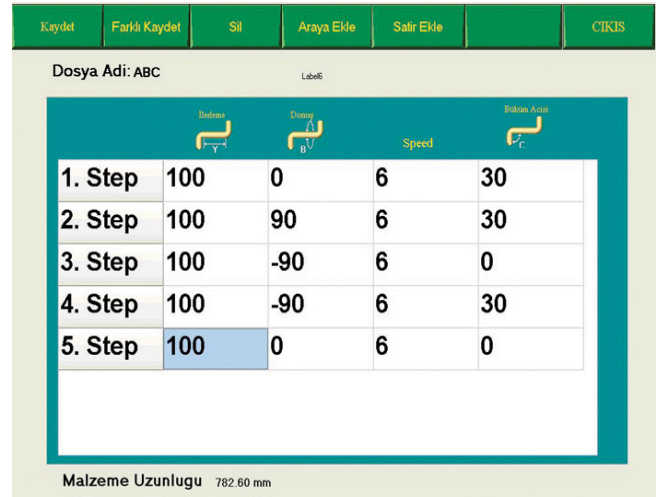 Kaydet Farklı Kaydet Sil Araya Ekle Satir Ekle CIKIS
Dosya Adi: ABC Label6
İlerleme Donuş Speed Büküm Acisi
Y B C
1. Step 100 0 6 30
2. Step 100 90 6 30
3. Step 100 -90 6 0
4. Step 100 -90 6 30
5. Step 100 0 6 0
Malzeme Uzunlugu 782.60 mm